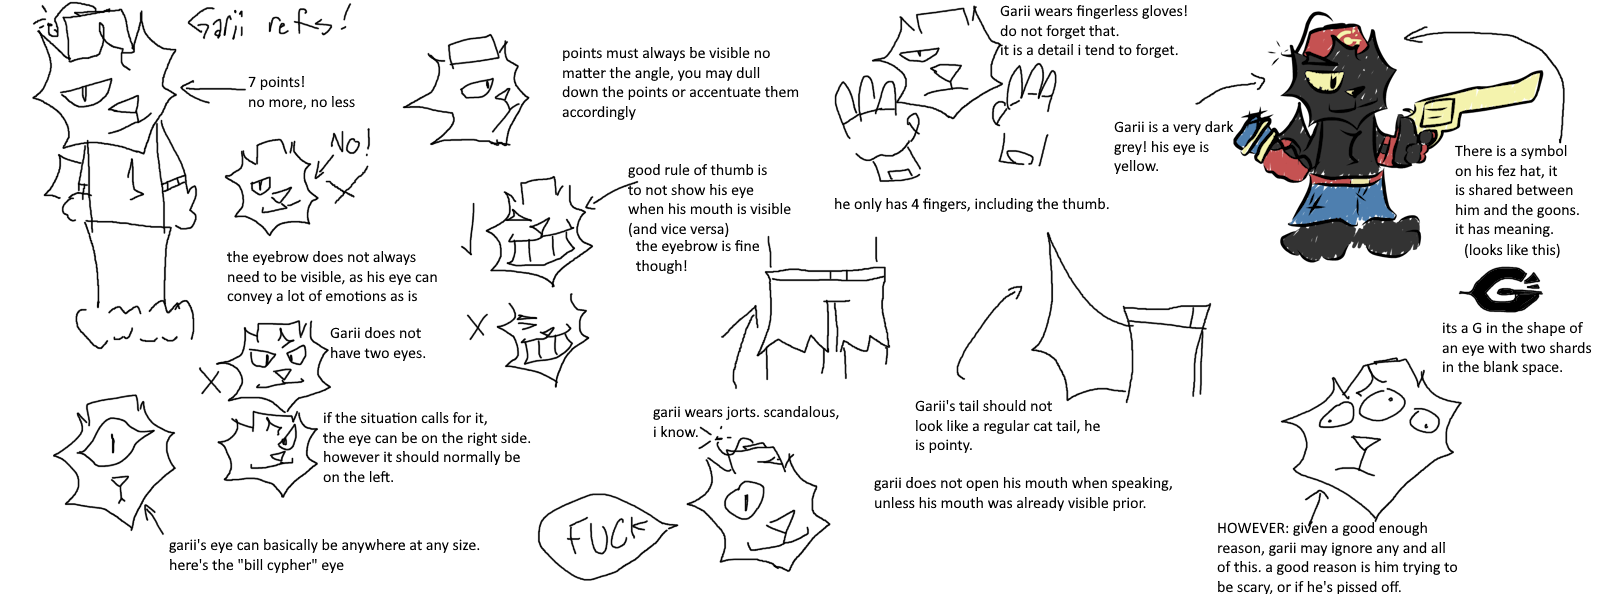 Garii refs!
7 points!
no more, no less
No!
points must always be visible no
matter the angle, you may dull
down the points or accentuate them
accordingly
Garii wears fingerless gloves!
do not forget that.
it is a detail i tend to forget.
he only has 4 fingers, including the thumb.
Garii is a very dark
grey! his eye is
yellow.
There is a symbol
on his fez hat, it
is shared between
him and the goons.
it has meaning.
(looks like this)
G
its a G in the shape of
an eye with two shards
in the blank space.
good rule of thumb is
to not show his eye
when his mouth is visible
(and vice versa)
the eyebrow is fine
though!
the eyebrow does not always
need to be visible, as his eye can
convey a lot of emotions as is
Garii does not
have two eyes.
if the situation calls for it,
the eye can be on the right side.
however it should normally be
on the left.
garii's eye can basically be anywhere at any size.
here's the "bill cypher" eye
garii wears jorts. scandalous,
i know.
FUCK
Garii's tail should not
look like a regular cat tail, he
is pointy.
garii does not open his mouth when speaking,
unless his mouth was already visible prior.
HOWEVER: given a good enough
reason, garii may ignore any and all
of this. a good reason is him trying to
be scary, or if he's pissed off.